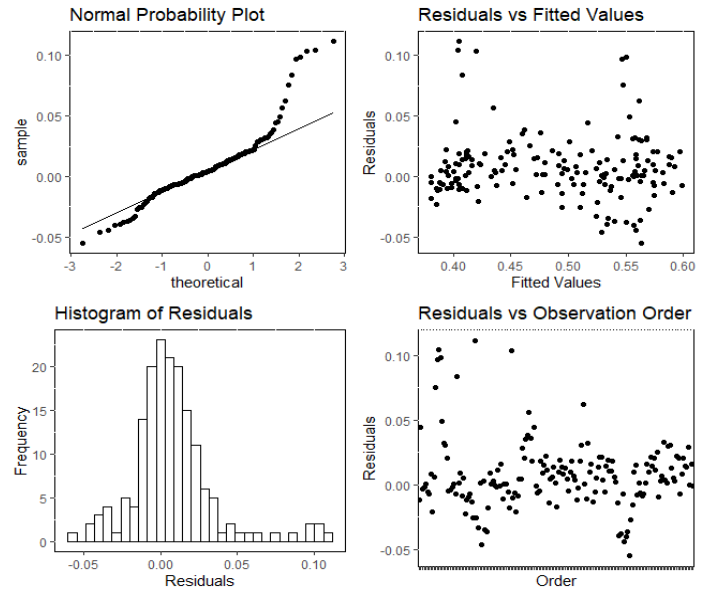 Normal Probability Plot
sample
0.10
0.05
0.00
-0.05
-3 -2 -1 0 1 2 3
theoretical
Residuals vs Fitted Values
Residuals
0.10
0.05
0.00
-0.05
0.40 0.45 0.50 0.55 0.60
Fitted Values
Histogram of Residuals
Frequency
20
15
10
5
0
-0.05 0.00 0.05 0.10
Residuals
Residuals vs Observation Order
Residuals
0.10
0.05
0.00
-0.05
Order